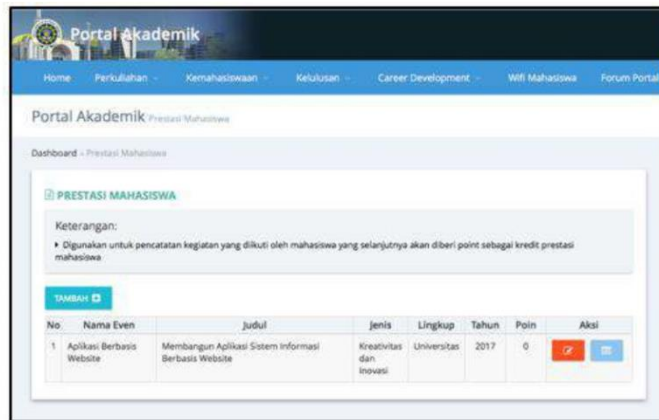 Portal Akademik
Home Perkuliahan Kemahasiswaan Kelulusan Career Development Wifi Mahasiswa Forum Portal
Portal Akademik Prestasi Mahasiswa
Dashboard » Prestasi Mahasiswa
PRESTASI MAHASISWA
Keterangan:
Digunakan untuk pencatatan kegiatan yang diikuti oleh mahasiswa yang selanjutnya akan diberi point sebagai kredit prestasi
mahasiswa
TAMBAH
No Nama Even Judul Jenis Lingkup Tahun Poin Aksi
1 Aplikasi Berbasis Membangun Aplikasi Sistem Informasi Kreativitas Universitas 2017 0
Website Berbasis Website dan
Inovasi